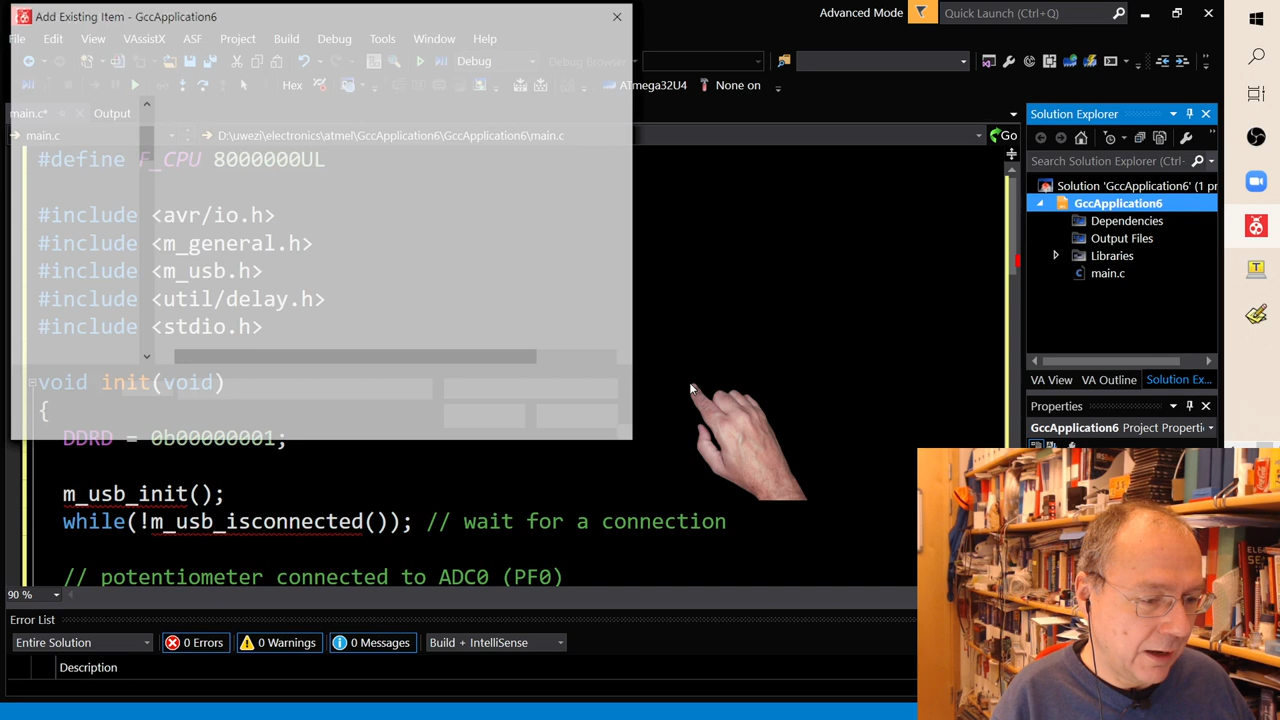 Add Existing Item - GccApplication6
Advanced Mode
Quick Launch (Ctrl+Q)
File Edit View VAssistX ASF Project Build Debug Tools Window Help
Debug
Debug Browser
Hex
ATmega32U4
None on
main.c*
Output
main.c
D:\uwezi\electronics\atmel\GccApplication6\GccApplication6\main.c
Go
#define F_CPU 8000000UL
#include <avr/io.h>
#include <m_general.h>
#include <m_usb.h>
#include <util/delay.h>
#include <stdio.h>
void init(void)
{
DDRD = 0b00000001;
m_usb_init();
while(!m_usb_isconnected()); // wait for a connection
// potentiometer connected to ADC0 (PF0)
90 %
Error List
Entire Solution
0 Errors
0 Warnings
0 Messages
Build + IntelliSense
Description
Solution Explorer
Search Solution Explorer (Ctrl-
Solution 'GccApplication6' (1 pr
GccApplication6
Dependencies
Output Files
Libraries
main.c
VA View
VA Outline
Solution Ex...
Properties
GccApplication6 Project Properti